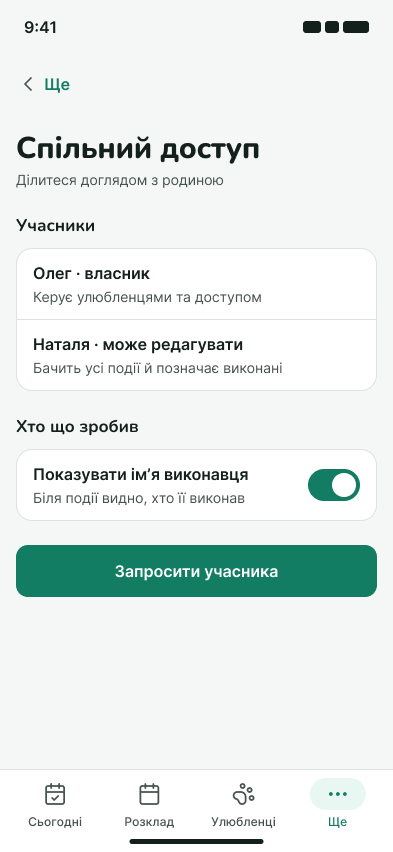 9:41
Ще
Спільний доступ
Ділитеся доглядом з родиною
Учасники
Олег · власник
Керує улюбленцями та доступом
Наталя · може редагувати
Бачить усі події й позначає виконані
Хто що зробив
Показувати ім’я виконавця
Біля події видно, хто її виконав
Запросити учасника
Сьогодні
Розклад
Улюбленці
Ще